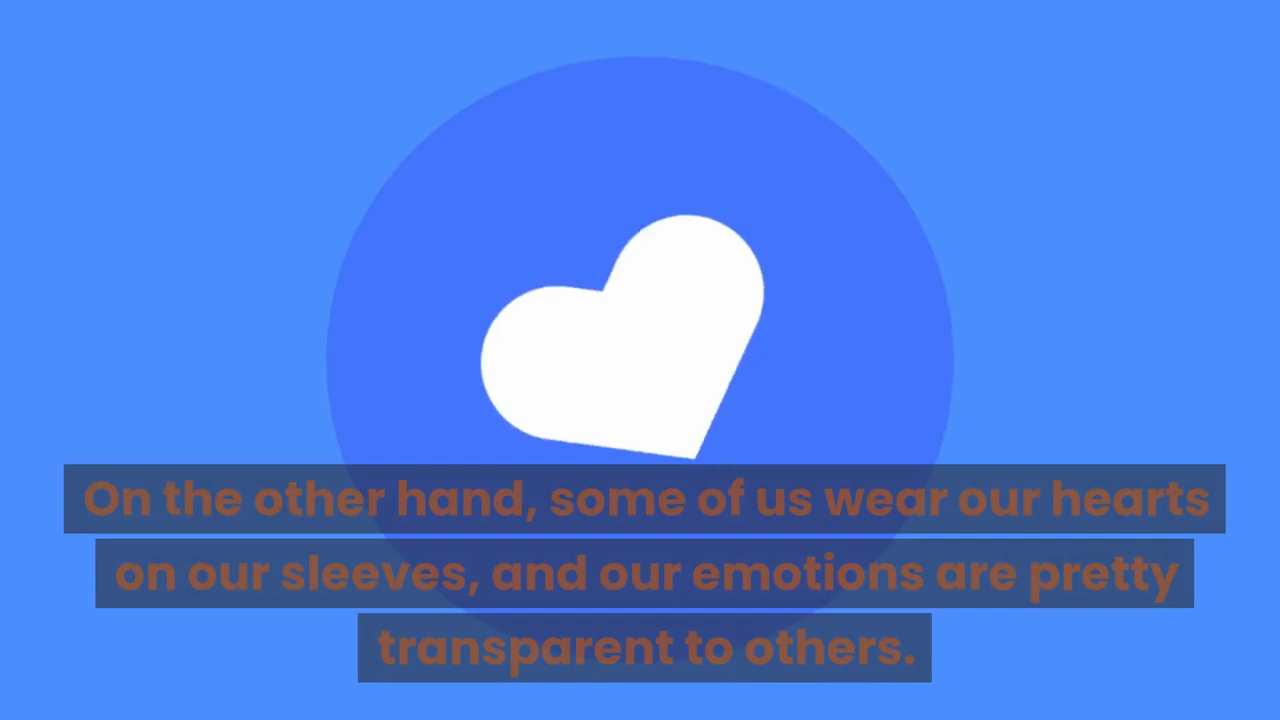 On the other hand, some of us wear our hearts
on our sleeves, and our emotions are pretty
transparent to others.